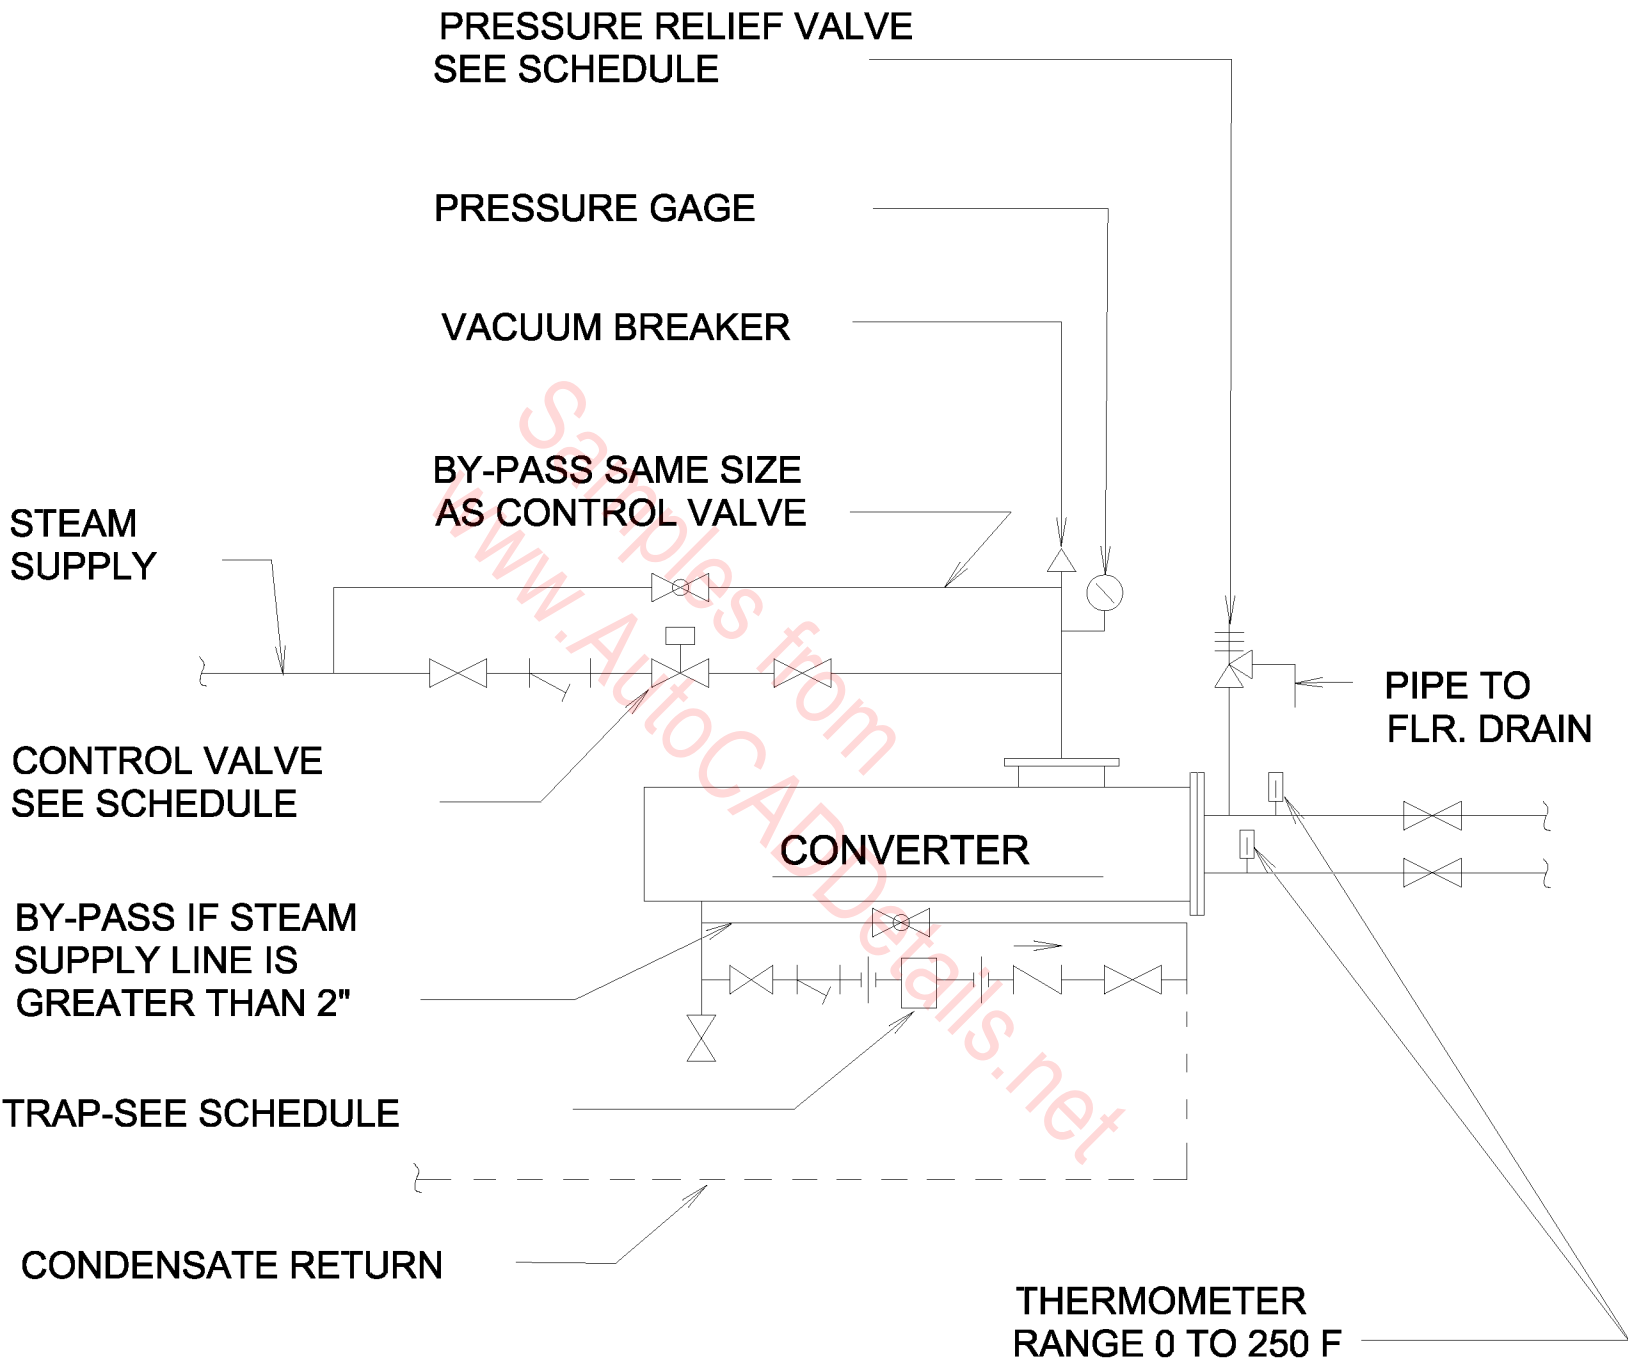 PRESSURE RELIEF VALVE
SEE SCHEDULE
PRESSURE GAGE
VACUUM BREAKER
BY-PASS SAME SIZE
AS CONTROL VALVE
STEAM
SUPPLY
PIPE TO
FLR. DRAIN
CONTROL VALVE
SEE SCHEDULE
CONVERTER
BY-PASS IF STEAM
SUPPLY LINE IS
GREATER THAN 2"
TRAP-SEE SCHEDULE
CONDENSATE RETURN
THERMOMETER
RANGE 0 TO 250 F
Samples from
www.AutoCADDetails.net